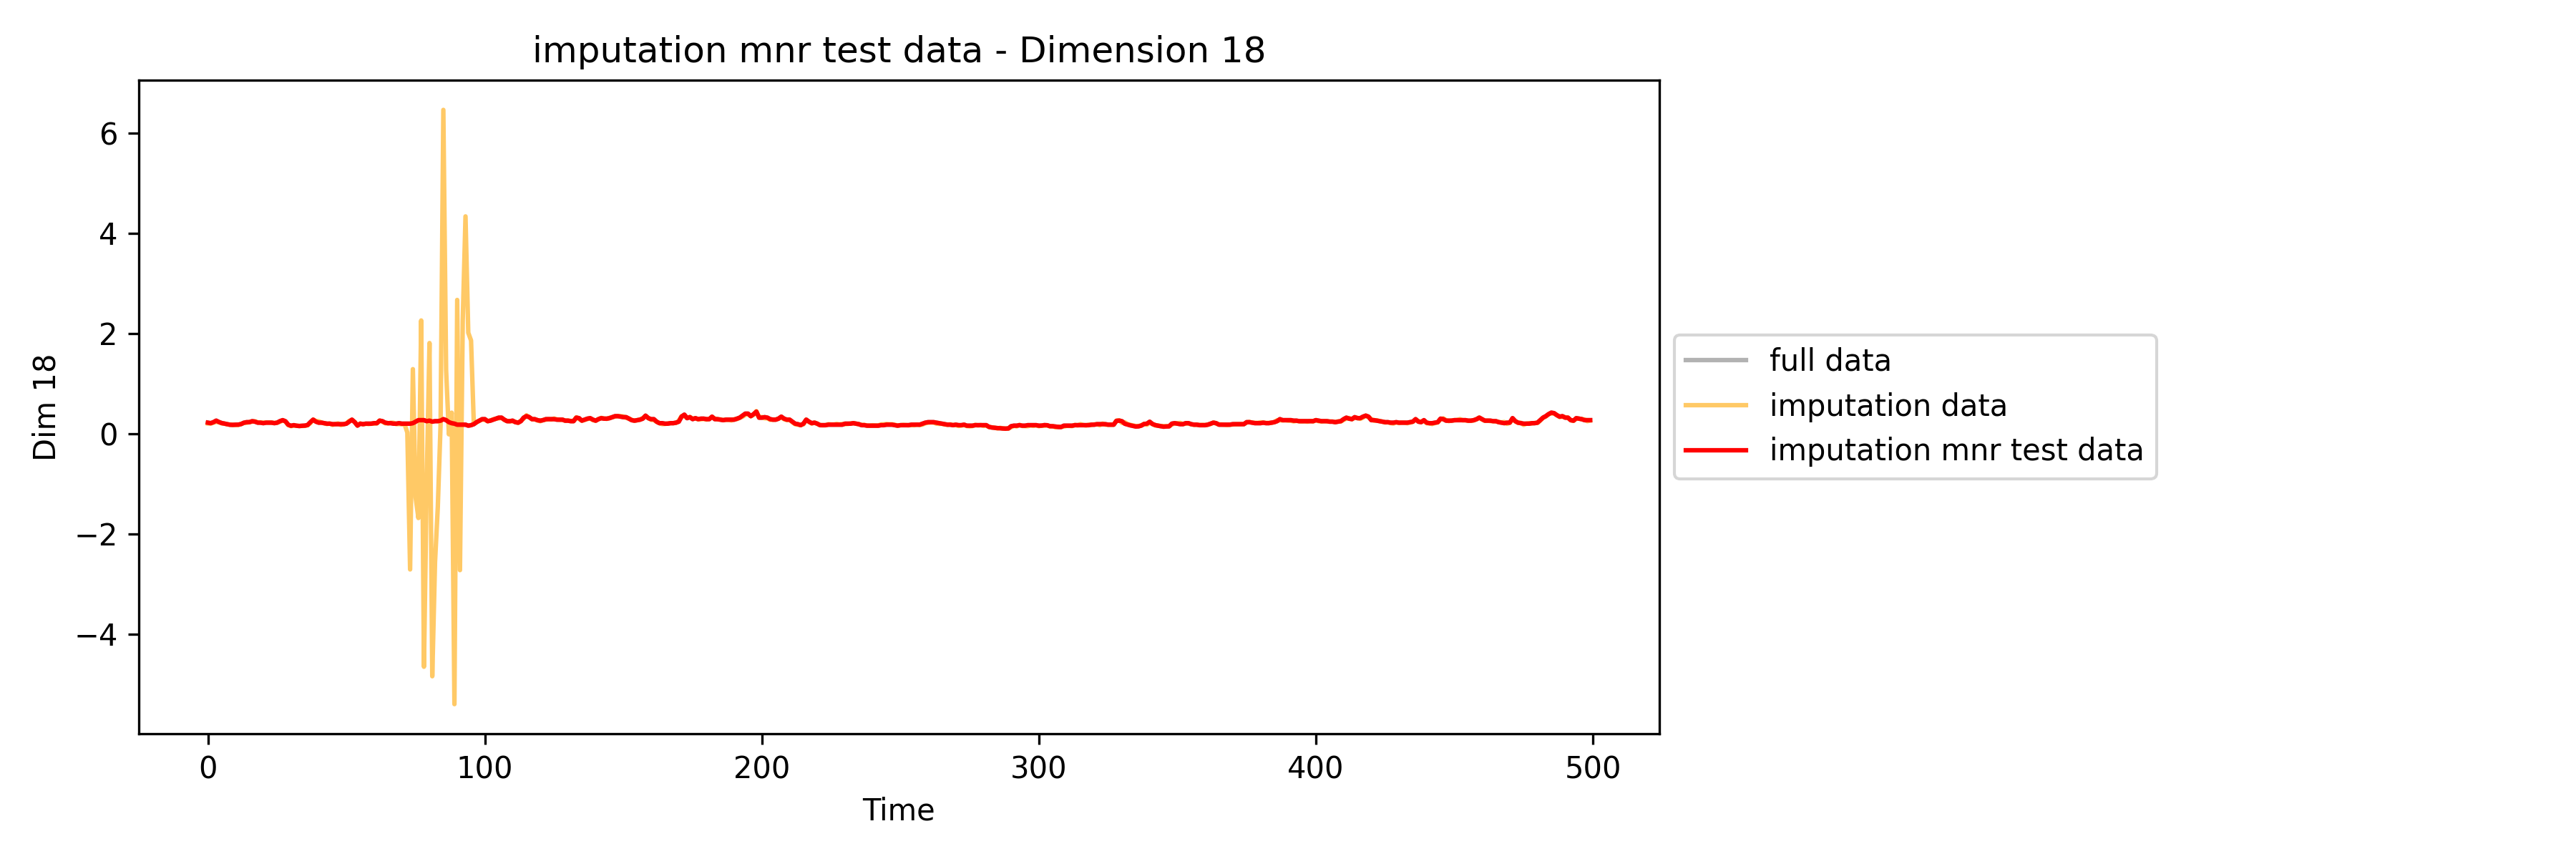 imputation mnr test data - Dimension 18
6
4
2
0
−2
−4
Dim 18
0
100
200
300
400
500
Time
full data
imputation data
imputation mnr test data